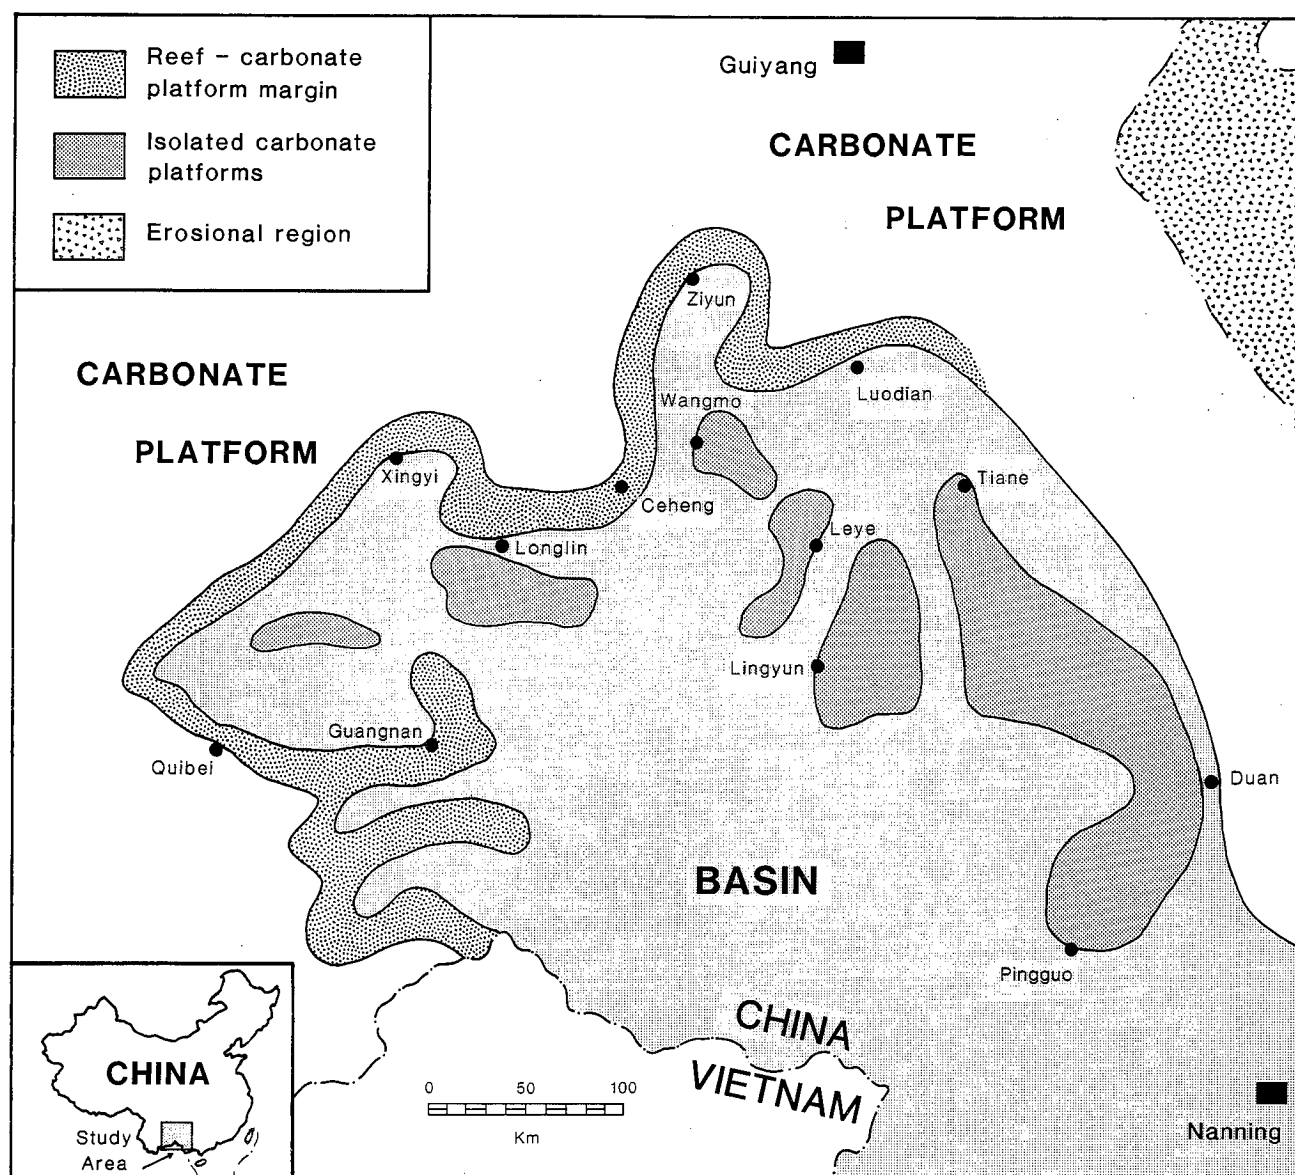 Reef – carbonate
platform margin
Isolated carbonate
platforms
Erosional region
Guiyang
CARBONATE
PLATFORM
Ziyun
CARBONATE
PLATFORM
Luodian
Wangmo
Xingyi
Ceheng
Tiane
Longlin
Leye
Lingyun
Guangnan
Quibei
Duan
BASIN
Pingguo
CHINA
VIETNAM
Nanning
0 50 100
Km
CHINA
Study
Area